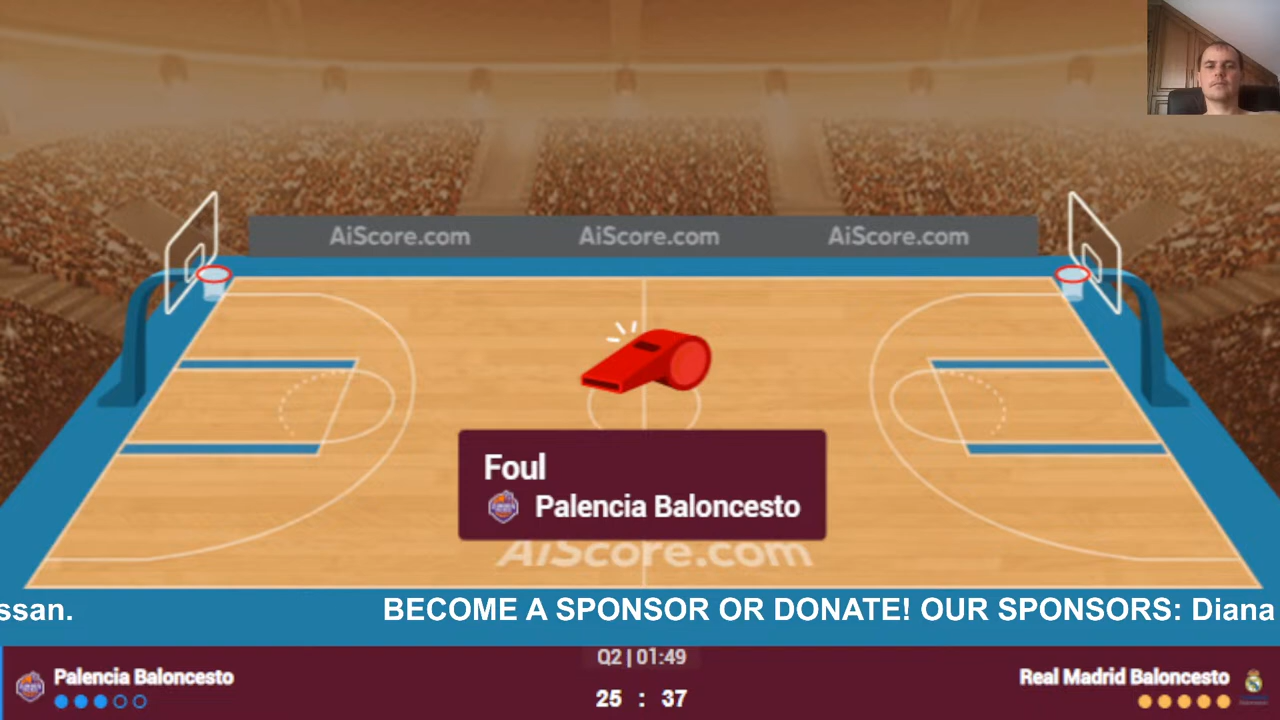 AiScore.com AiScore.com AiScore.com
Foul
Palencia Baloncesto
AiScore.com
ssan. BECOME A SPONSOR OR DONATE! OUR SPONSORS: Diana
Q2 | 01:49
Palencia Baloncesto
25 : 37
Real Madrid Baloncesto